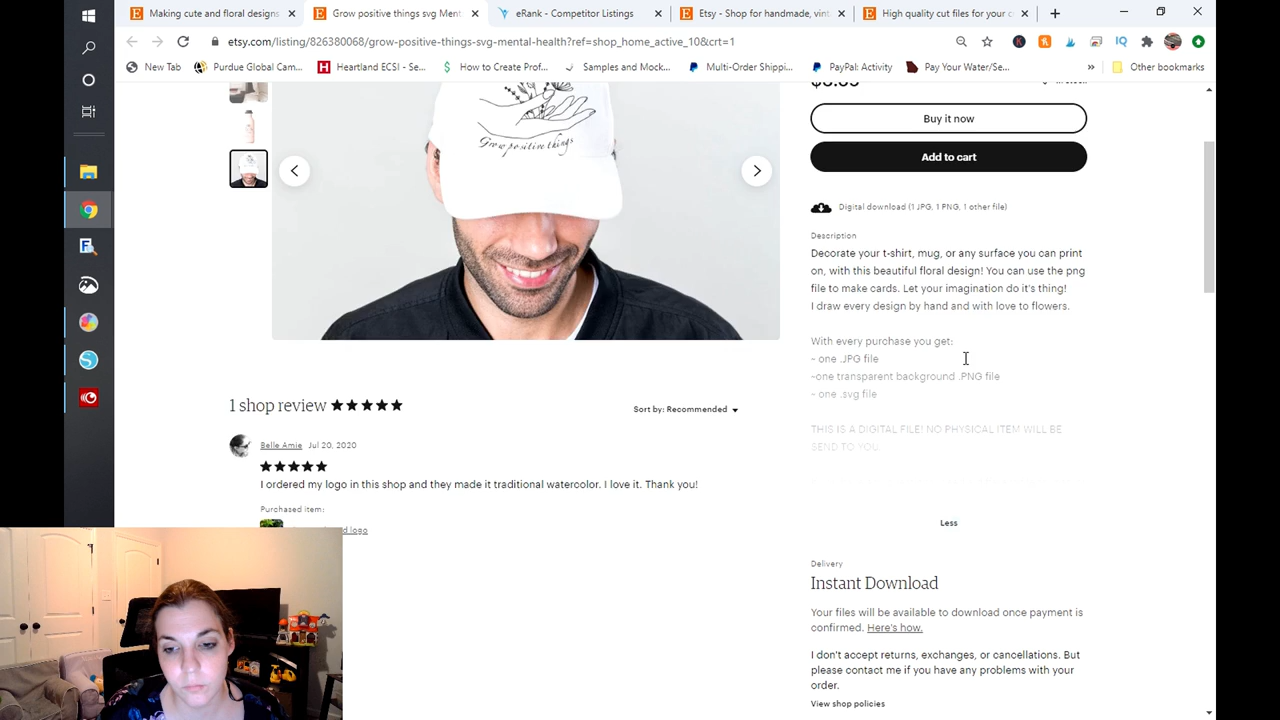 Making cute and floral designs
Grow positive things svg Ment
eRank - Competitor Listings
Etsy - Shop for handmade, vint
High quality cut files for your c
etsy.com/listing/826380068/grow-positive-things-svg-mental-health?ref=shop_home_active_10&crt=1
New Tab
Purdue Global Cam...
Heartland ECSI - Se...
How to Create Prof...
Samples and Mock...
Multi-Order Shippi...
PayPal: Activity
Pay Your Water/Se...
Other bookmarks
Grow positive things
Buy it now
Add to cart
Digital download (1 JPG, 1 PNG, 1 other file)
Description
Decorate your t-shirt, mug, or any surface you can print
on, with this beautiful floral design! You can use the png
file to make cards. Let your imagination do it's thing!
I draw every design by hand and with love to flowers.
With every purchase you get:
- one .JPG file
-one transparent background .PNG file
- one .svg file
THIS IS A DIGITAL FILE! NO PHYSICAL ITEM WILL BE
SEND TO YOU
Less
1 shop review
Sort by: Recommended
Belle Amie Jul 20, 2020
I ordered my logo in this shop and they made it traditional watercolor. I love it. Thank you!
Purchased item:
d logo
Delivery
Instant Download
Your files will be available to download once payment is
confirmed. Here's how.
I don't accept returns, exchanges, or cancellations. But
please contact me if you have any problems with your
order.
View shop policies